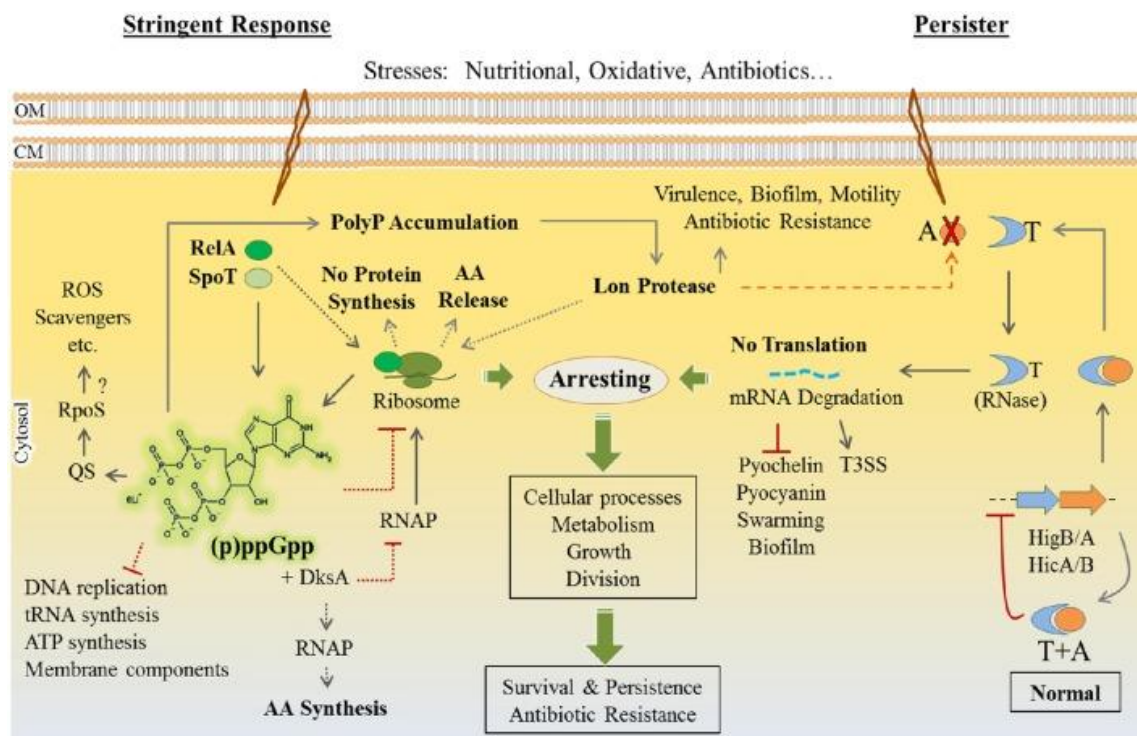 Stringent Response
Persister
Stresses: Nutritional, Oxidative, Antibiotics…
OM
CM
Cytosol
PolyP Accumulation
Virulence, Biofilm, Motility
Antibiotic Resistance
A
T
RelA
SpoT
No Protein
Synthesis
AA
Release
Lon Protease
ROS
Scavengers
etc.
?
RpoS
QS
Ribosome
Arresting
No Translation
mRNA Degradation
T
(RNase)
Pyochelin
Pyocyanin
Swarming
Biofilm
T3SS
O
N
NH
N
N
NH₂
O
OH
O
P
O⁻
(p)ppGpp
RNAP
+ DksA
RNAP
AA Synthesis
DNA replication
tRNA synthesis
ATP synthesis
Membrane components
Cellular processes
Metabolism
Growth
Division
Survival & Persistence
Antibiotic Resistance
HigB/A
HicA/B
T+A
Normal